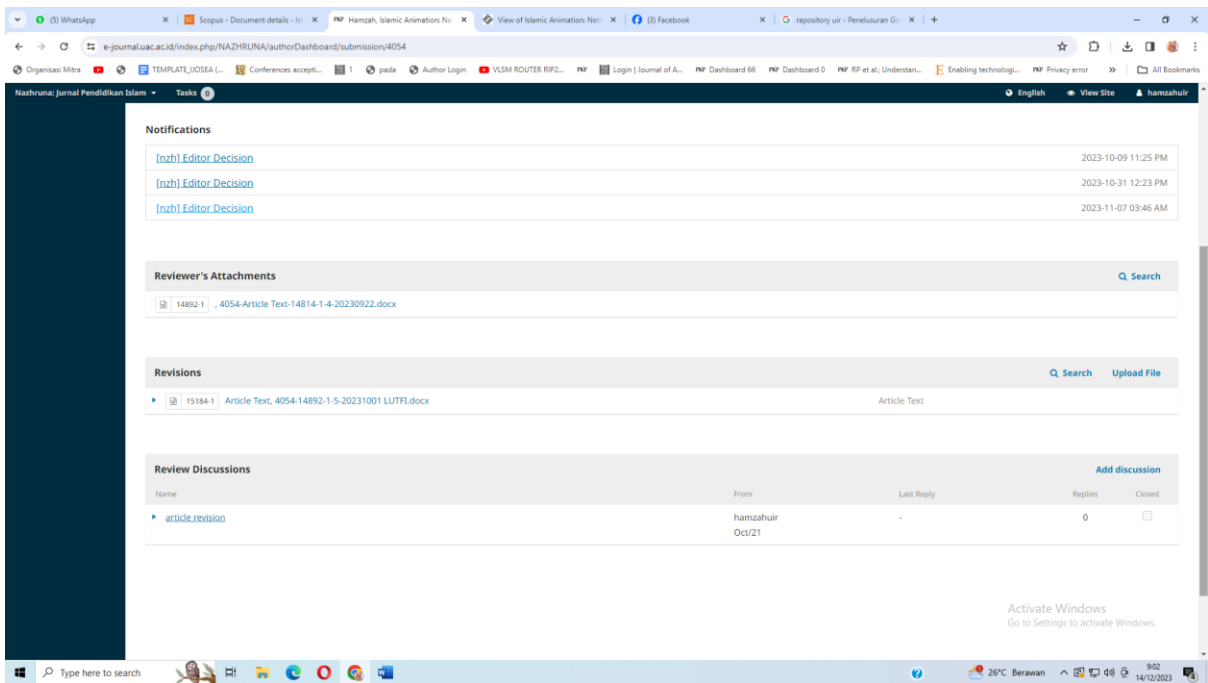 (5) WhatsApp
Scopus - Document details - Isl
Hamzah, Islamic Animation: Net
View of Islamic Animation: Neti
(3) Facebook
repository uir - Penelusuran Go
e-journal.uac.ac.id/index.php/NAZHRUNA/authorDashboard/submission/4054
Organisasi Mitra
TEMPLATE_IJOSEA (...
Conferences accepti...
1
pada
Author Login
VLSM ROUTER RIP2...
Login | Journal of A...
Dashboard 66
Dashboard 0
RP et al.; Understan...
Enabling technologi...
Privacy error
»
All Bookmarks
Nazhruna: Jurnal Pendidikan Islam
Tasks 0
English
View Site
hamzahuir
Notifications
[nzh] Editor Decision 2023-10-09 11:25 PM
[nzh] Editor Decision 2023-10-31 12:23 PM
[nzh] Editor Decision 2023-11-07 03:46 AM
Reviewer's Attachments
Search
14892-1 , 4054-Article Text-14814-1-4-20230922.docx
Revisions
Search Upload File
15184-1 Article Text, 4054-14892-1-5-20231001 LUTFI.docx Article Text
Review Discussions
Add discussion
Name From Last Reply Replies Closed
article revision hamzahuir - 0
Oct/21
Activate Windows
Go to Settings to activate Windows.
Type here to search
26°C Berawan
9:02
14/12/2023